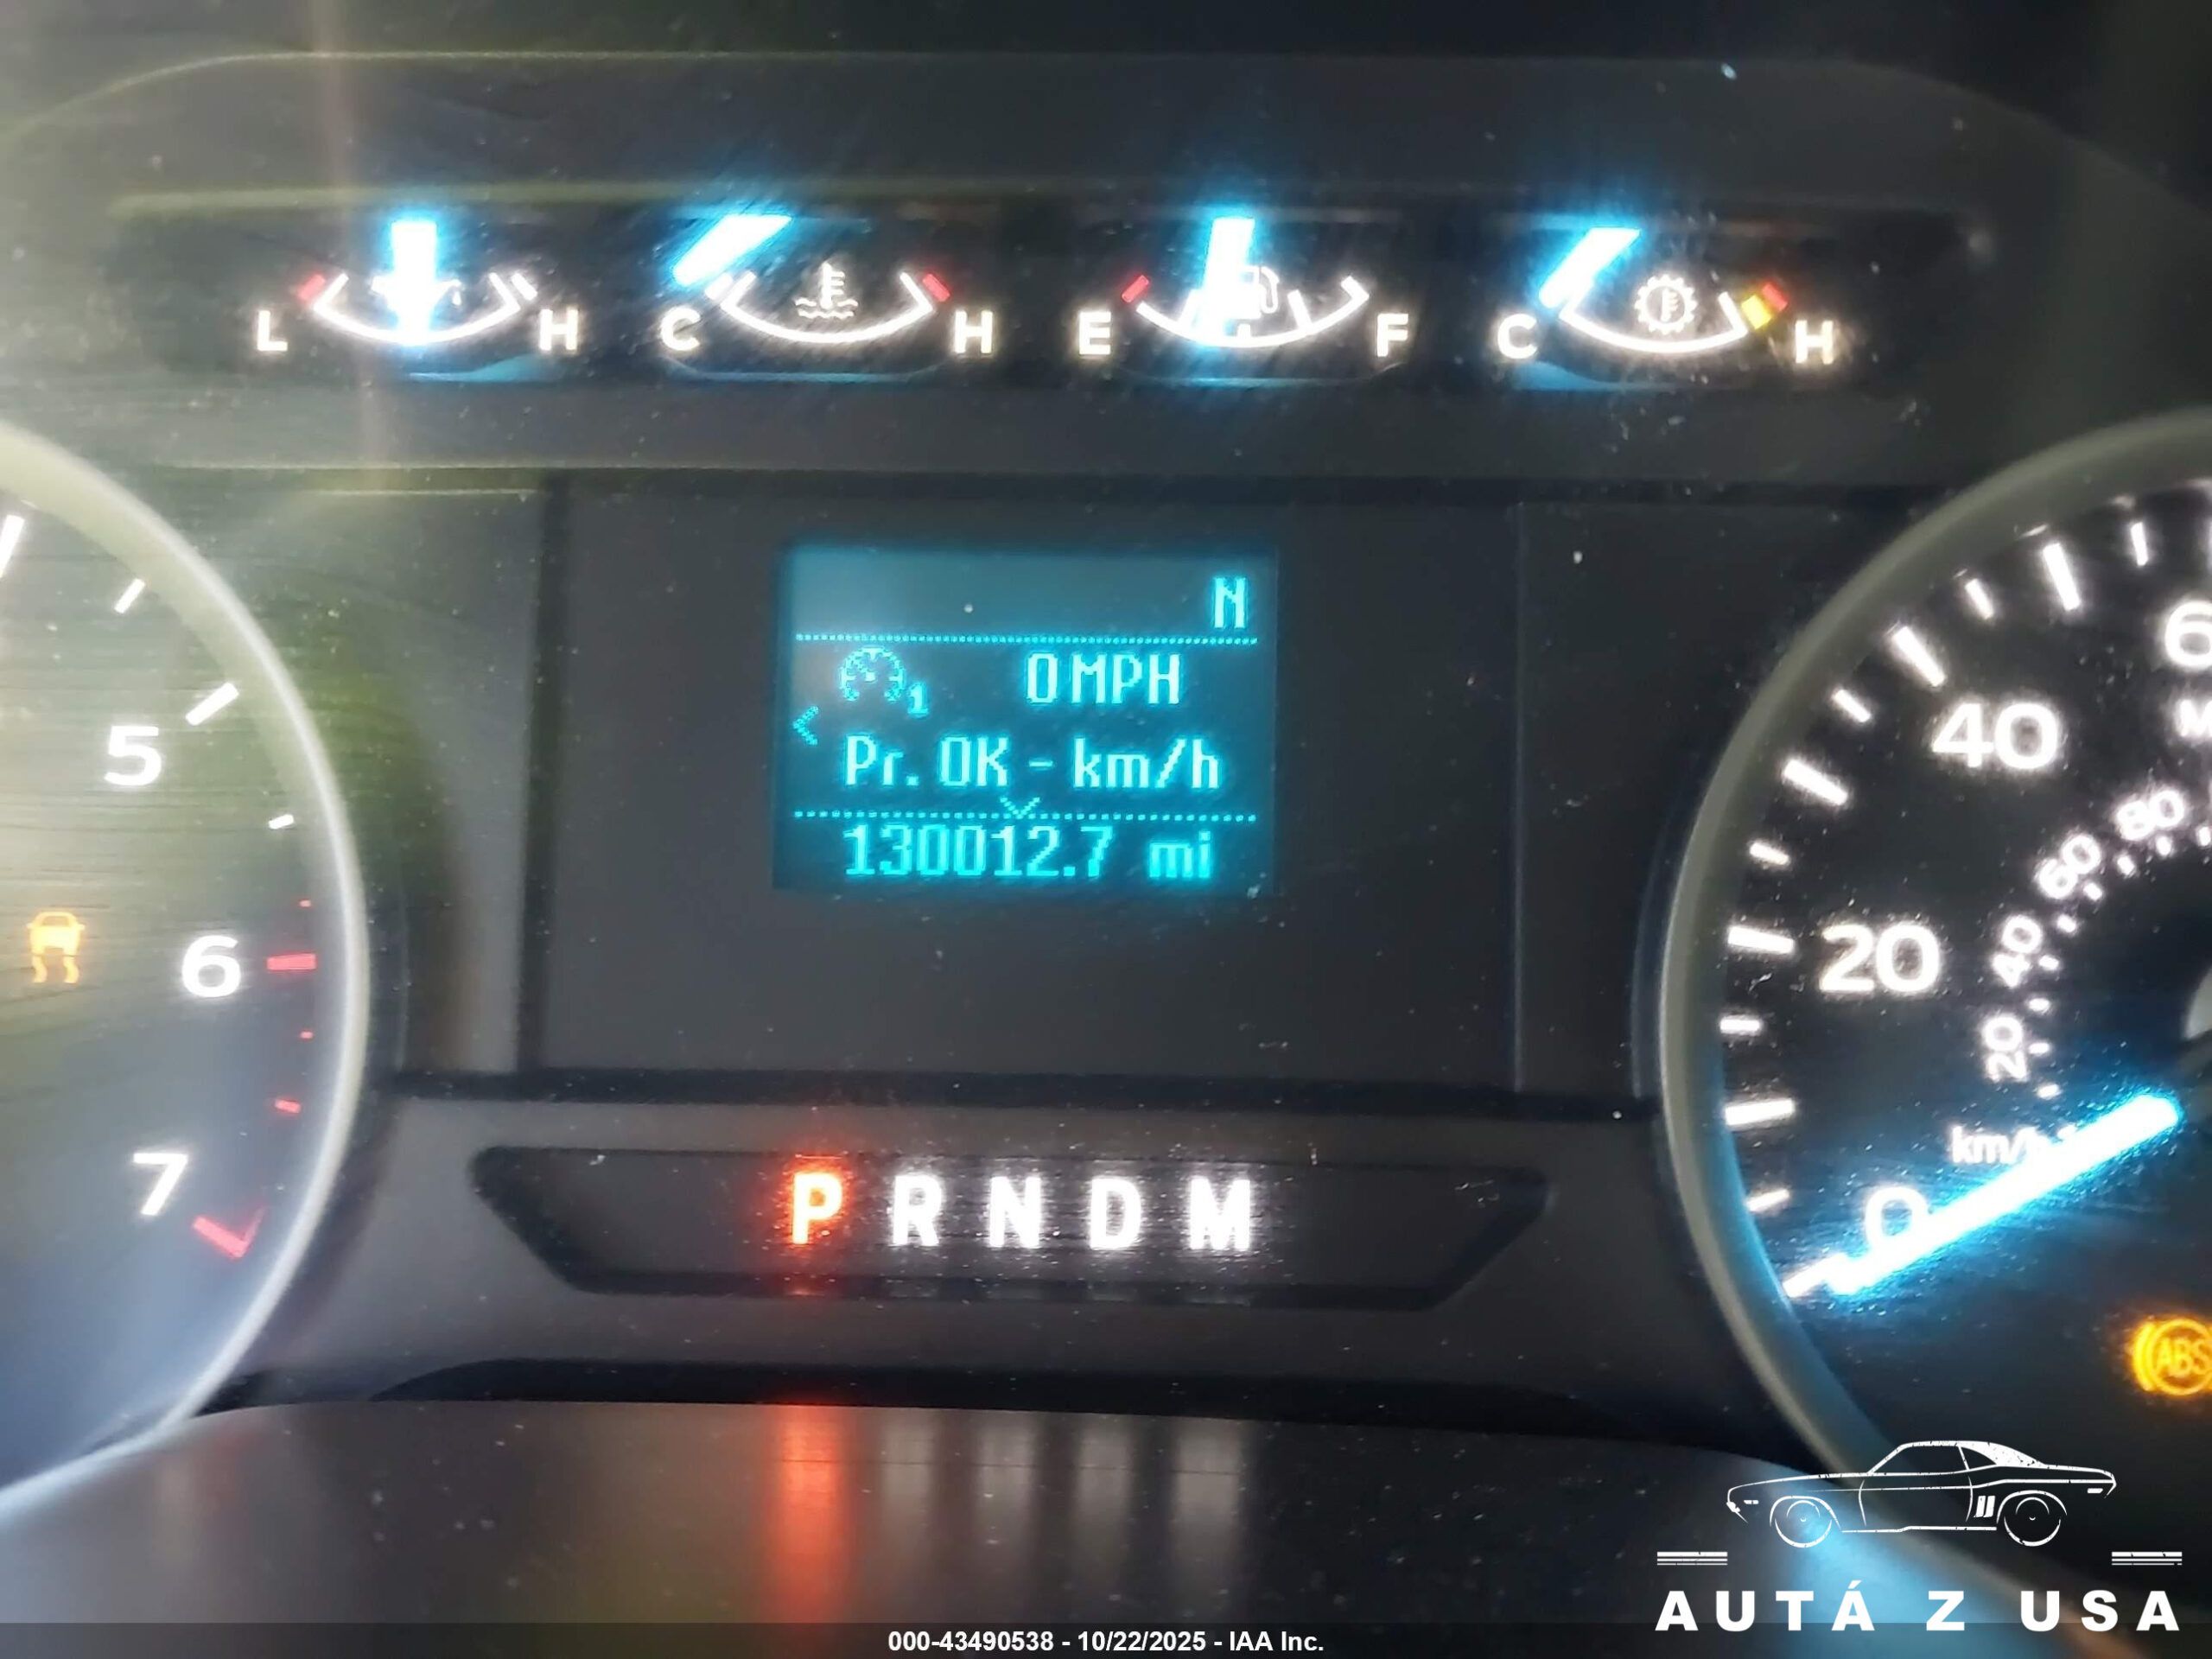 L H C H E F C H
N
1 0 MPH
< Pr. OK - km/h
130012.7 mi
5
6
7
40
20
0
80
60
40
20
km/h
P R N D M
ABS
AUTÁ Z USA
000-43490538 - 10/22/2025 - IAA Inc.